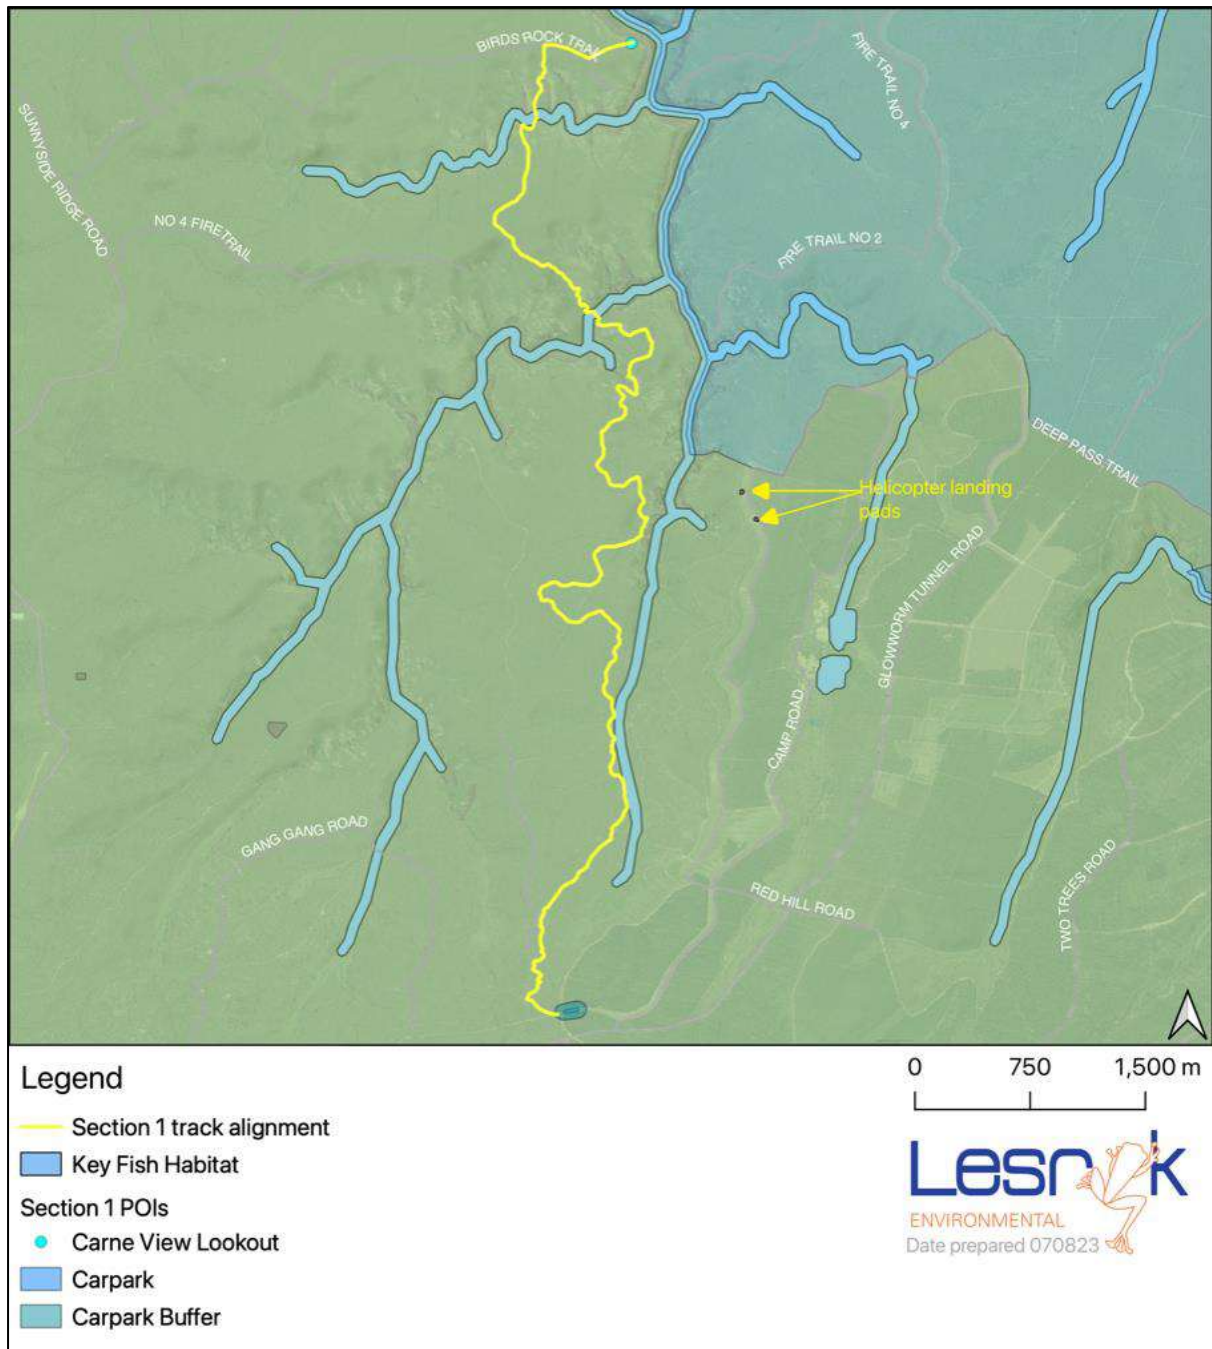 BIRDS ROCK TRAIL
FIRE TRAIL NO 4
SUNNYSIDE RIDGE ROAD
NO 4 FIRETRAIL
FIRE TRAIL NO 2
DEEP PASS TRAIL
Helicopter landing
pads
GLOWWORM TUNNEL ROAD
CAMP ROAD
GANG GANG ROAD
RED HILL ROAD
TWO TREES ROAD
Legend
Section 1 track alignment
Key Fish Habitat
Section 1 POIs
Carne View Lookout
Carpark
Carpark Buffer
0 750 1,500 m
Lesryk
ENVIRONMENTAL
Date prepared 070823